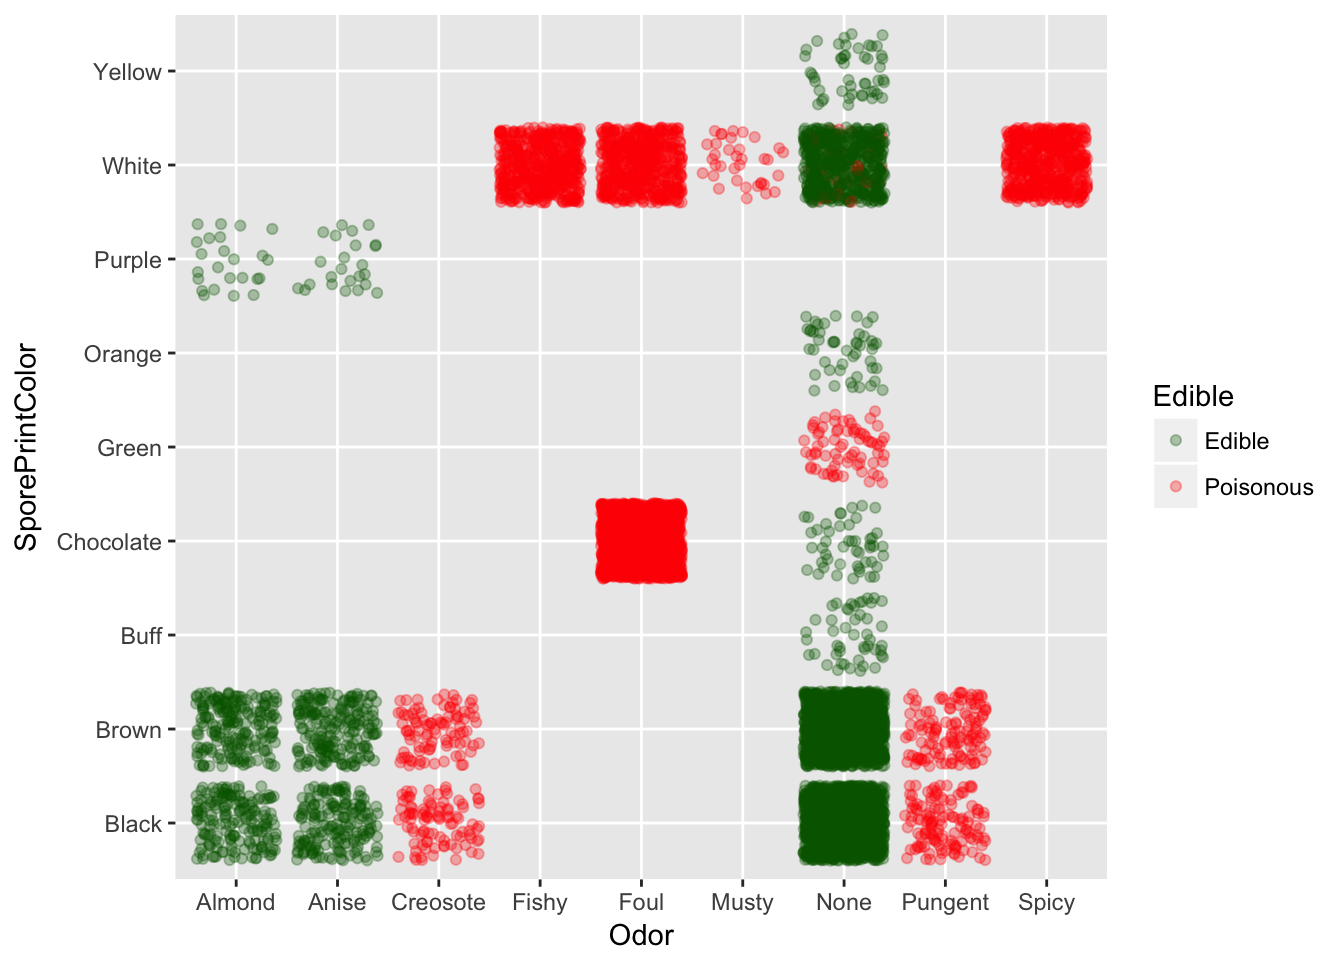 SporePrintColor
Yellow
White
Purple
Orange
Green
Chocolate
Buff
Brown
Black
Almond Anise Creosote Fishy Foul Musty None Pungent Spicy
Odor
Edible
Edible
Poisonous